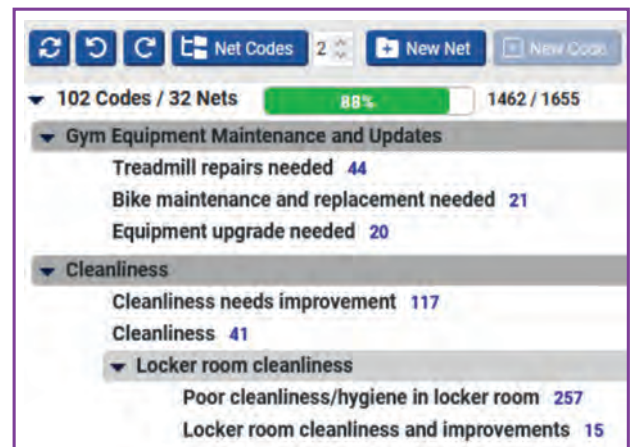 Net Codes 2 New Net New Code
102 Codes / 32 Nets 88% 1462 / 1655
Gym Equipment Maintenance and Updates
Treadmill repairs needed 44
Bike maintenance and replacement needed 21
Equipment upgrade needed 20
Cleanliness
Cleanliness needs improvement 117
Cleanliness 41
Locker room cleanliness
Poor cleanliness/hygiene in locker room 257
Locker room cleanliness and improvements 15